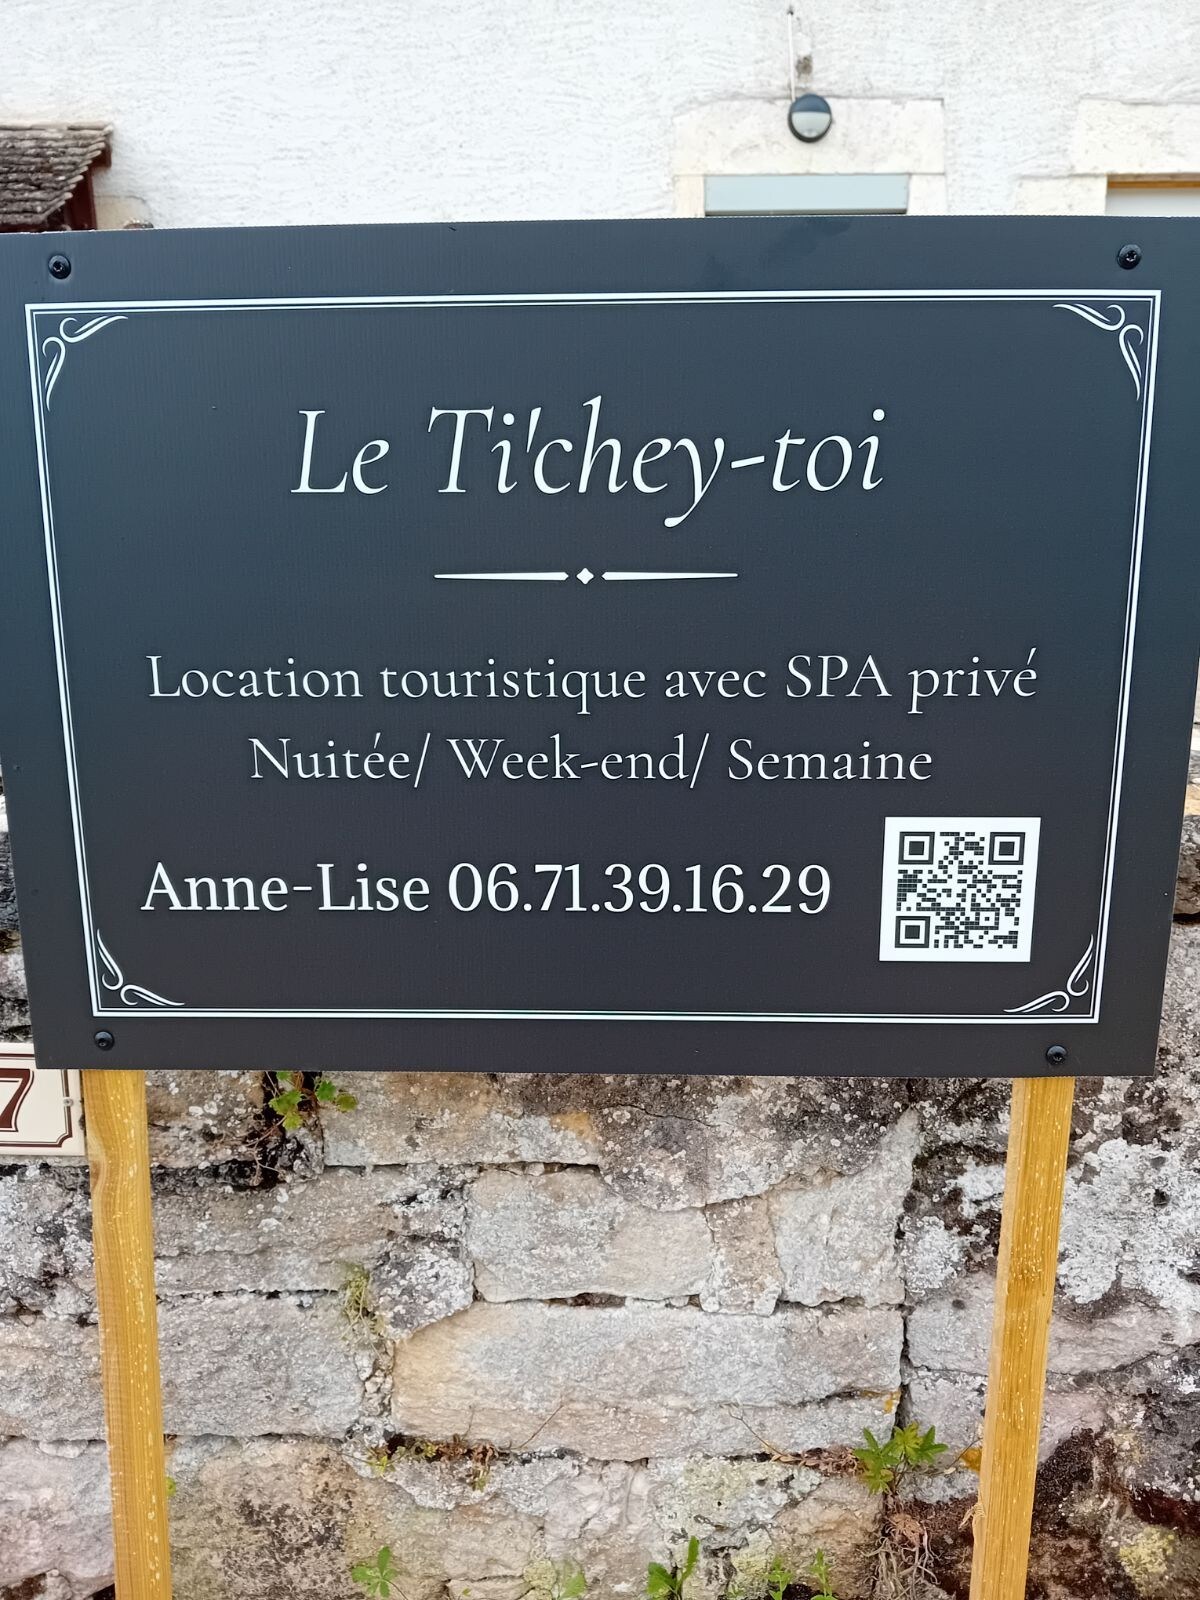 Le Ti'chey-toi
Location touristique avec SPA privé
Nuitée/ Week-end/ Semaine
Anne-Lise 06.71.39.16.29
7